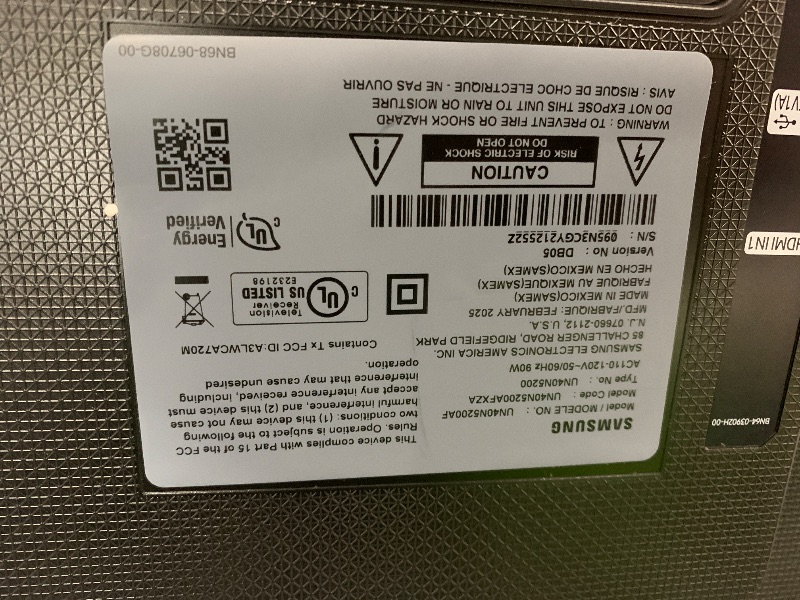 SAMSUNG
Model / MODELE NO. : UN40N5200AF
Model Code : UN40N5200AFXZA
Type No : UN40N5200
AC110-120V~50/60Hz 90W
SAMSUNG ELECTRONICS AMERICA INC.
85 CHALLENGER ROAD, RIDGEFIELD PARK
N.J. 07660-2112, U.S.A.
MFD./FABRIQUE: FEBRUARY 2025
MADE IN MEXICO(SAMEX)
FABRIQUE AU MEXIQUE(SAMEX)
HECHO EN MEXICO(SAMEX)
Version No : DB05
S/N : 095N3CGY212552Z
This device complies with Part 15 of the FCC
Rules. Operation is subject to the following
two conditions: (1) this device may not cause
harmful interference, and (2) this device must
accept any interference received, including
interference that may cause undesired
operation.
Contains Tx FCC ID:A3LWCA720M
C UL US LISTED
Television
Receiver
E232198
C UL
Energy
Verified
CAUTION
RISK OF ELECTRIC SHOCK
DO NOT OPEN
WARNING : TO PREVENT FIRE OR SHOCK HAZARD
DO NOT EXPOSE THIS UNIT TO RAIN OR MOISTURE
AVIS : RISQUE DE CHOC ELECTRIQUE - NE PAS OUVRIR
BN68-06708G-00
BN64-03902H-00
HDMI IN 1